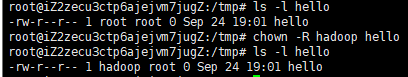 root@iZ2zecu3ctp6ajejvm7jugZ:/tmp# ls -l hello
-rw-r--r-- 1 root root 0 Sep 24 19:01 hello
root@iZ2zecu3ctp6ajejvm7jugZ:/tmp# chown -R hadoop hello
root@iZ2zecu3ctp6ajejvm7jugZ:/tmp# ls -l hello
-rw-r--r-- 1 hadoop root 0 Sep 24 19:01 hello